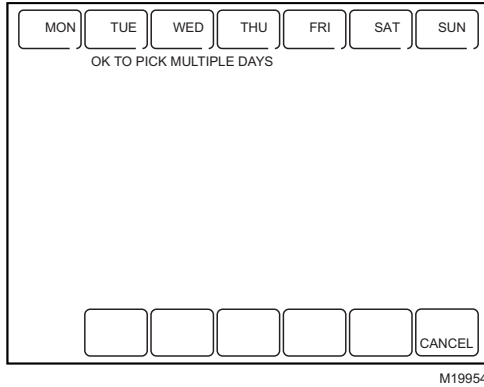 MON TUE WED THU FRI SAT SUN
OK TO PICK MULTIPLE DAYS
CANCEL
M19954